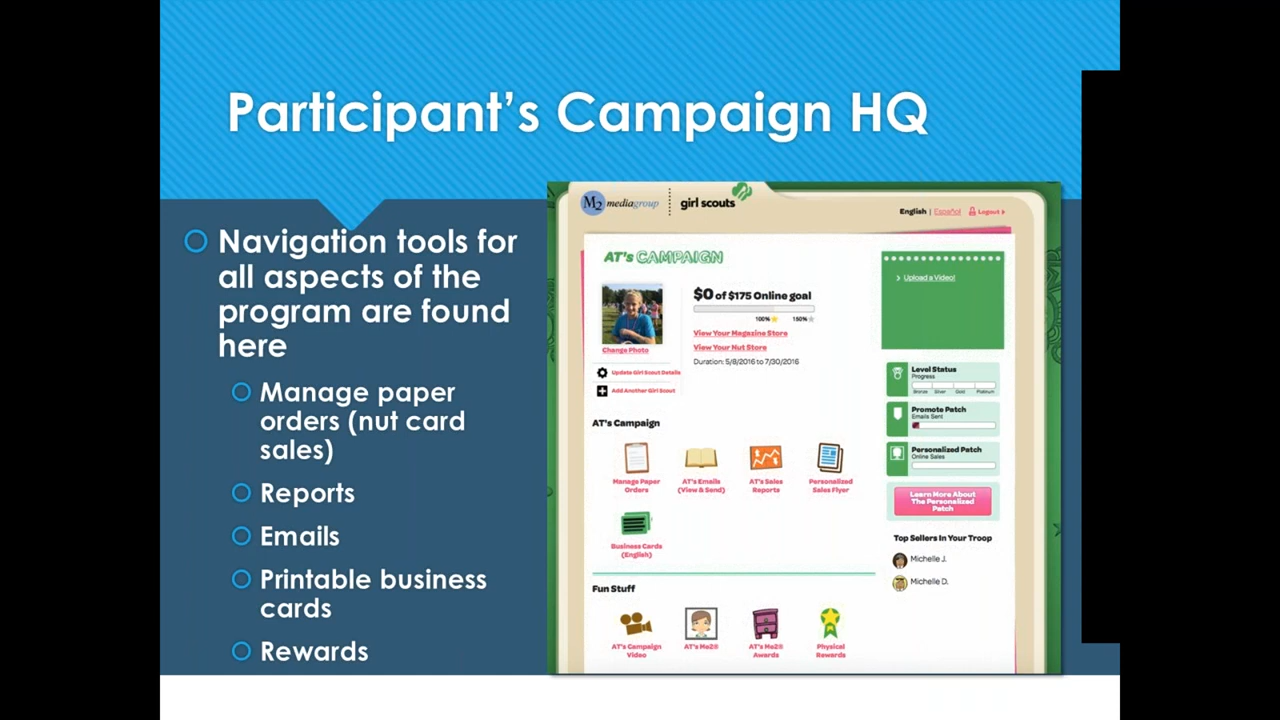 Participant's Campaign HQ
Navigation tools for
all aspects of the
program are found
here
Manage paper
orders (nut card
sales)
Reports
Emails
Printable business
cards
Rewards
M2 mediagroup
girl scouts
English | Español Logout
AT's CAMPAIGN
$0 of $175 Online goal
100% 150%
View Your Magazine Store
View Your Nut Store
Duration: 5/8/2016 to 7/30/2016
Change Photo
Update Girl Scout Details
Add Another Girl Scout
Upload a Video!
Level Status
Progress
Bronze Silver Gold Platinum
Promote Patch
Emails Sent
Personalized Patch
Online Sales
Learn More About
The Personalized
Patch
Top Sellers In Your Troop
Michelle J.
Michelle D.
AT's Campaign
Manage Paper
Orders
AT's Emails
(View & Send)
AT's Sales
Reports
Personalized
Sales Flyer
Business Cards
(English)
Fun Stuff
AT's Campaign
Video
AT's Me2®
AT's Me2®
Awards
Physical
Rewards